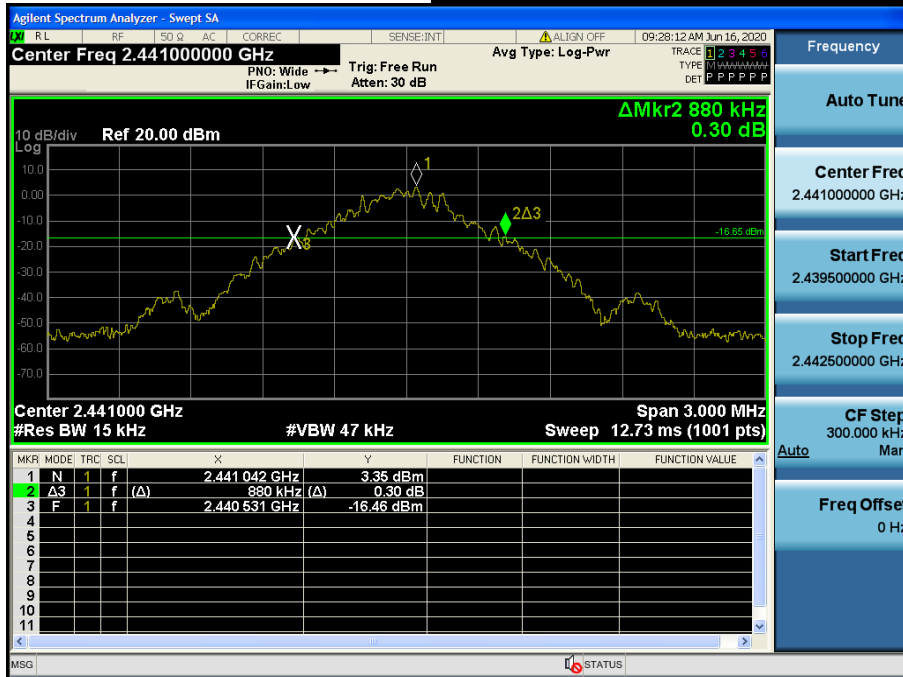 Agilent Spectrum Analyzer - Swept SA
LXI RL RF 50 Ω AC CORREC SENSE:INT ALIGN OFF 09:28:12 AM Jun 16, 2020
Center Freq 2.441000000 GHz
PNO: Wide
IFGain:Low
Trig: Free Run
Atten: 30 dB
Avg Type: Log-Pwr
TRACE 1 2 3 4 5 6
TYPE M
DET P P P P P P
ΔMkr2 880 kHz
0.30 dB
10 dB/div
Log
Ref 20.00 dBm
10.0
0.00
-10.0
-20.0
-30.0
-40.0
-50.0
-60.0
-70.0
1
2Δ3
X3
-16.65 dBm
Center 2.441000 GHz
Span 3.000 MHz
#Res BW 15 kHz
#VBW 47 kHz
Sweep 12.73 ms (1001 pts)
MKR MODE TRC SCL X Y FUNCTION FUNCTION WIDTH FUNCTION VALUE
1 N 1 f 2.441 042 GHz 3.35 dBm
2 Δ3 1 f (Δ) 880 kHz (Δ) 0.30 dB
3 F 1 f 2.440 531 GHz -16.46 dBm
4
5
6
7
8
9
10
11
MSG
STATUS
Frequency
Auto Tune
Center Freq
2.441000000 GHz
Start Freq
2.439500000 GHz
Stop Freq
2.442500000 GHz
CF Step
300.000 kHz
Auto Man
Freq Offset
0 Hz